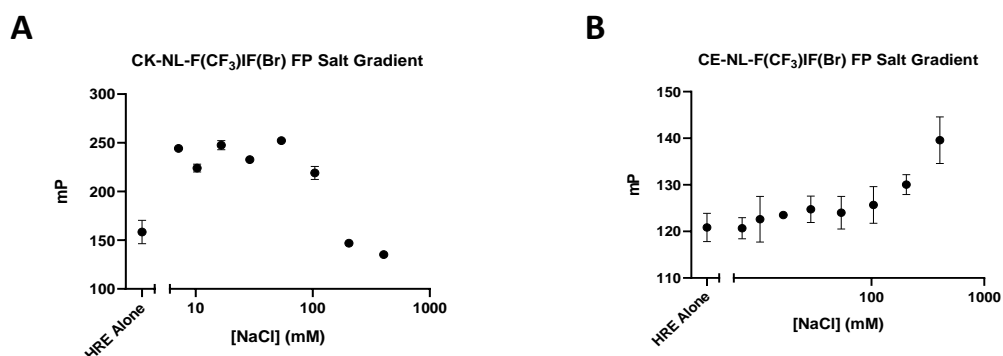 A
CK-NL-F(CF₃)IF(Br) FP Salt Gradient
300
250
200
150
100
mP
HRE Alone
10
100
1000
[NaCl] (mM)
B
CE-NL-F(CF₃)IF(Br) FP Salt Gradient
150
140
130
120
110
mP
HRE Alone
100
1000
[NaCl] (mM)